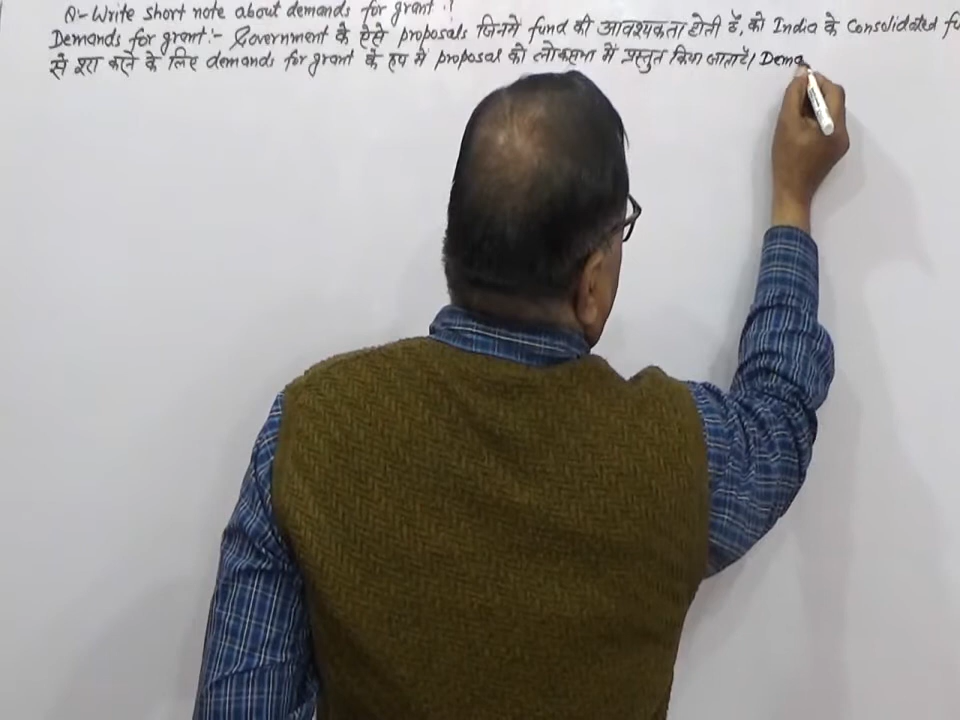 Q-Write short note about demands for grant.?
Demands for grant:- Government के ऐसे proposals जिनमे fund की आवश्यकता होती है, को India के Consolidated
से पूरा करने के लिए demands for grant के रूप में proposal को लोकसभा में प्रस्तुत किया जाता है। Dema